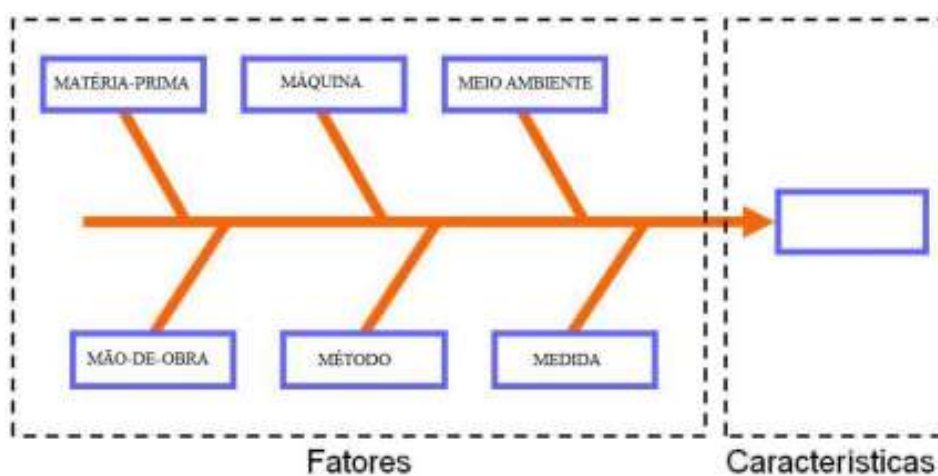 MATÉRIA-PRIMA
MÁQUINA
MEIO AMBIENTE
MÃO-DE-OBRA
MÉTODO
MEDIDA
Fatores
Características